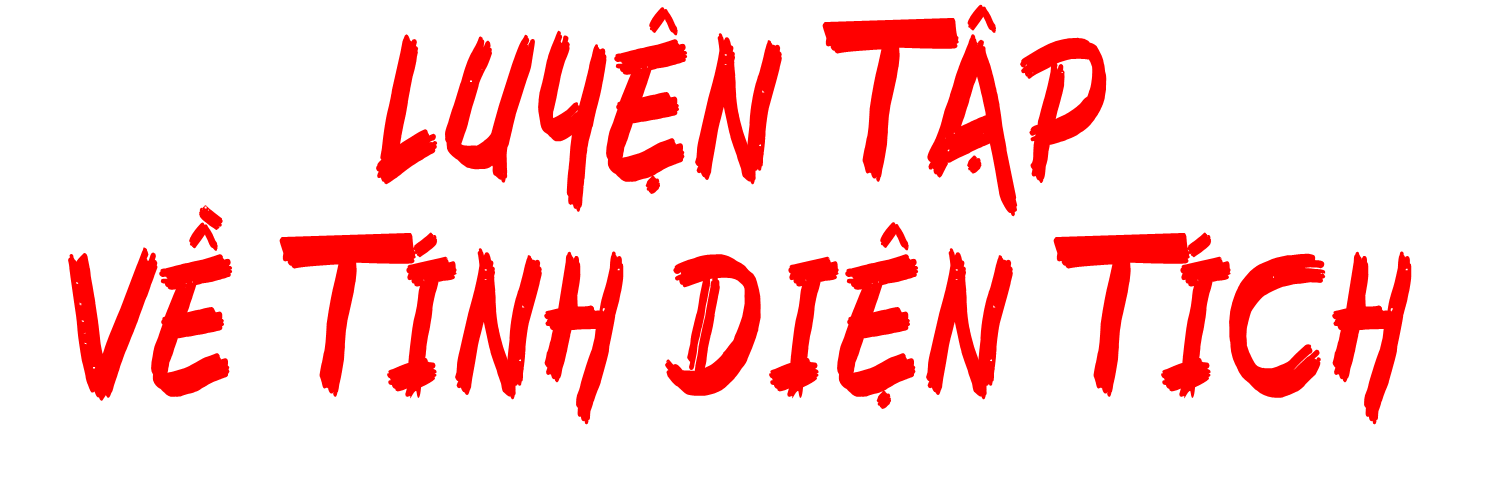 LUYỆN TẬP
VỀ TÍNH DIỆN TÍCH